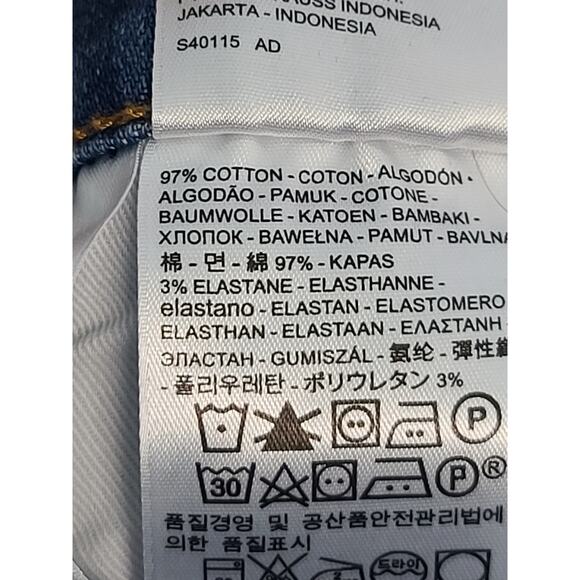 JAKARTA - INDONESIA
S40115 AD
97% COTTON - COTON - ALGODÓN •
ALGODÃO - PAMUK - COTONE -
BAUMWOLLE - KATOEN - BAMBAKI -
ХЛОПОК - BAWEŁNA - PAMUT - BAVLNA
棉 - 면 - 綿 97% - KAPAS
3% ELASTANE - ELASTHANNE -
elastano - ELASTAN - ELASTOMERO
ELASTHAN - ELASTAAN - ΕΛΑΣΤΑΝΗ -
ЭЛАСТАН - GUMISZÁL - 氨纶 - 彈性纖
- 폴리우레탄 - ポリウレタン 3%
P
30 P ®
품질경영 및 공산품안전관리법에
의한 품질표시
드라이